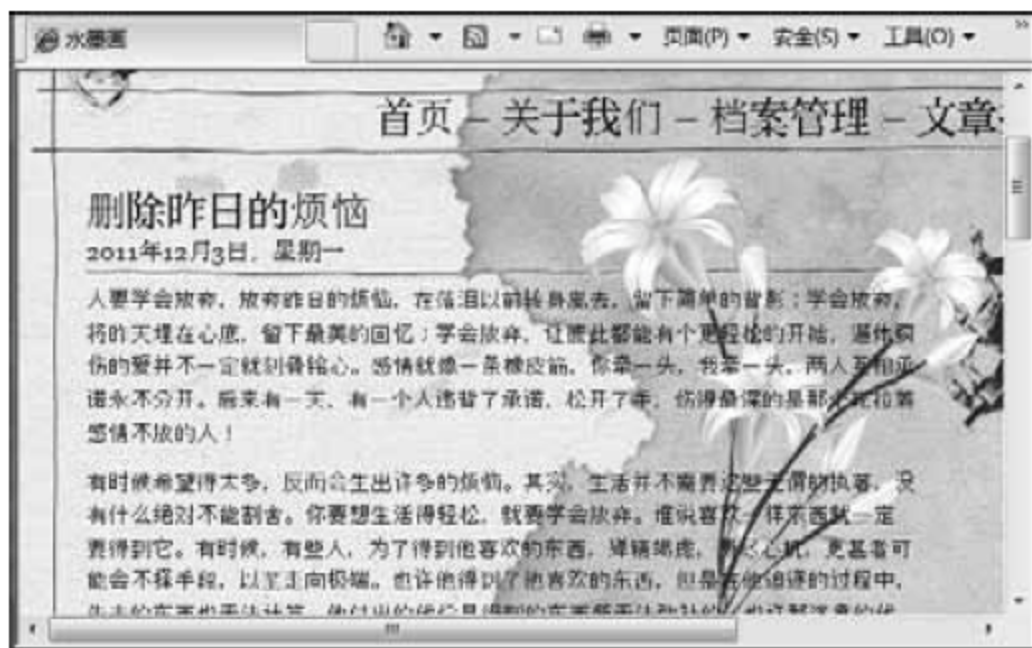 水墨画
页面(P) 安全(S) 工具(O)
首页 – 关于我们 – 档案管理 – 文章
删除昨日的烦恼
2011年12月3日，星期一
人要学会放弃，放弃昨日的烦恼，在落泪以前转身离去，留下简单的背影；学会放弃，
将昨天埋在心底，留下最美的回忆；学会放弃，让彼此都能有个更轻松的开始，遍体
伤的爱并不一定就刻骨铭心。感情就像一条橡皮筋，你牵一头，我牵一头，两人互相承
诺永不分开。后来有一天，有一个人违背了承诺，松开了手，伤得最深的是那个
感情不放的人！
有时候希望得太多，反而会生出许多的烦恼。其实，生活并不需要这些无谓的执着，没
有什么绝对不能割舍。你要想生活得轻松，就要学会放弃。谁说喜欢一样东西就一定
要得到它。有时候，有些人，为了得到他喜欢的东西，殚精竭虑，费尽心机，更甚者可
能会不择手段，以至走向极端。也许他得到了他喜欢的东西，但是在他追逐的过程中，